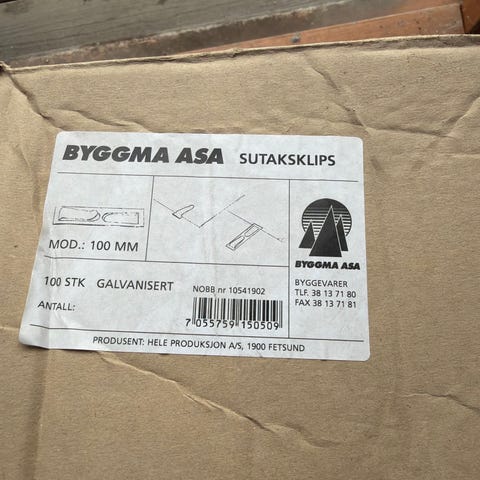 BYGGMA ASA SUTAKSKLIPS
MOD.: 100 MM
BYGGMA ASA
100 STK GALVANISERT
NOBB nr 10541902
BYGGEVARER
TLF. 38 13 71 80
FAX 38 13 71 81
ANTALL:
7 055759 150509
PRODUSENT: HELE PRODUKSJON A/S, 1900 FETSUND